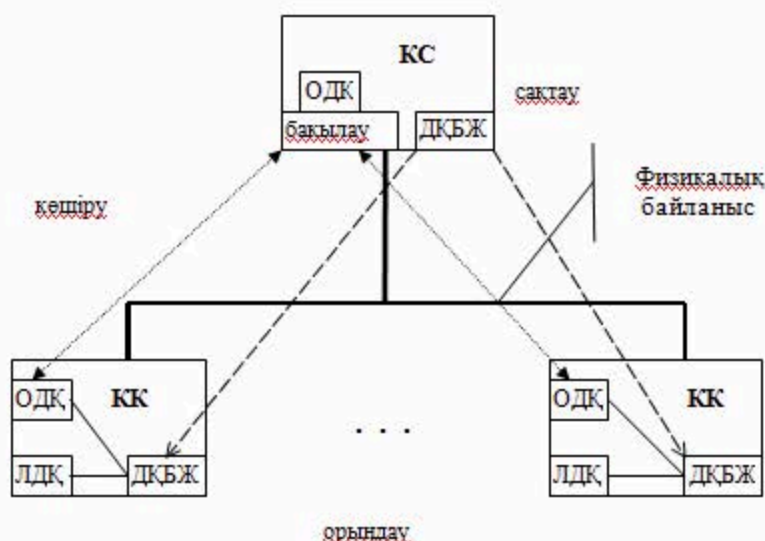 КС
ОДҚ
бақылау
ДҚБЖ
сақтау
көшіру
Физикалық
байланыс
ОДҚ
КК
ОДҚ
КК
. . .
ЛДҚ
ДҚБЖ
ЛДҚ
ДҚБЖ
орындау